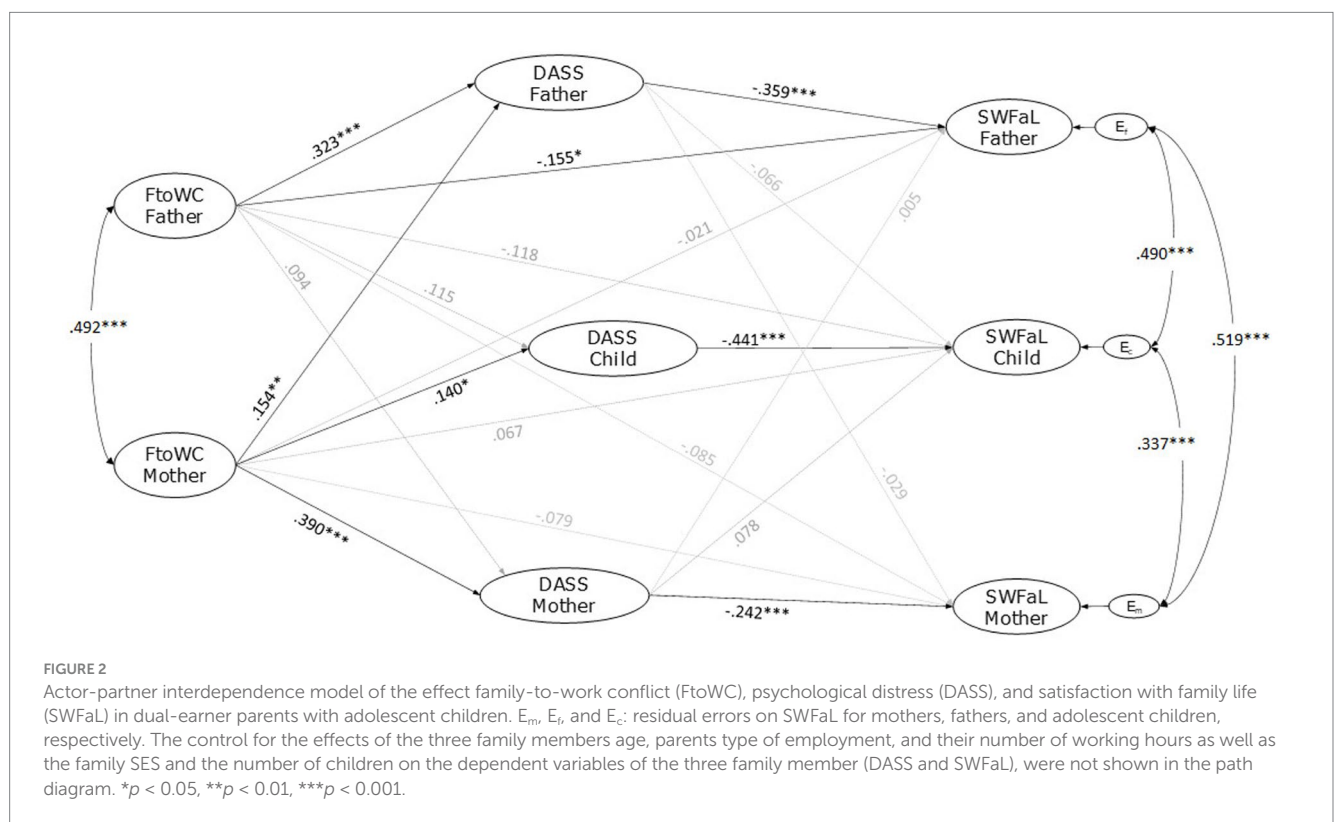 DASS
Father
-.359***
SWFaL
Father
Ef
.323***
-.155*
-.066
.005
FtoWC
Father
-.021
-.118
.490***
.094
.115
.492***
DASS
Child
-.441***
SWFaL
Child
Ec
.519***
.154**
.140*
.067
-.085
.337***
FtoWC
Mother
-.029
.390***
-.079
.078
DASS
Mother
-.242***
SWFaL
Mother
Em
FIGURE 2
Actor-partner interdependence model of the effect family-to-work conflict (FtoWC), psychological distress (DASS), and satisfaction with family life
(SWFaL) in dual-earner parents with adolescent children. Em, Ef, and Ec: residual errors on SWFaL for mothers, fathers, and adolescent children,
respectively. The control for the effects of the three family members age, parents type of employment, and their number of working hours as well as
the family SES and the number of children on the dependent variables of the three family member (DASS and SWFaL), were not shown in the path
diagram. *p < 0.05, **p < 0.01, ***p < 0.001.